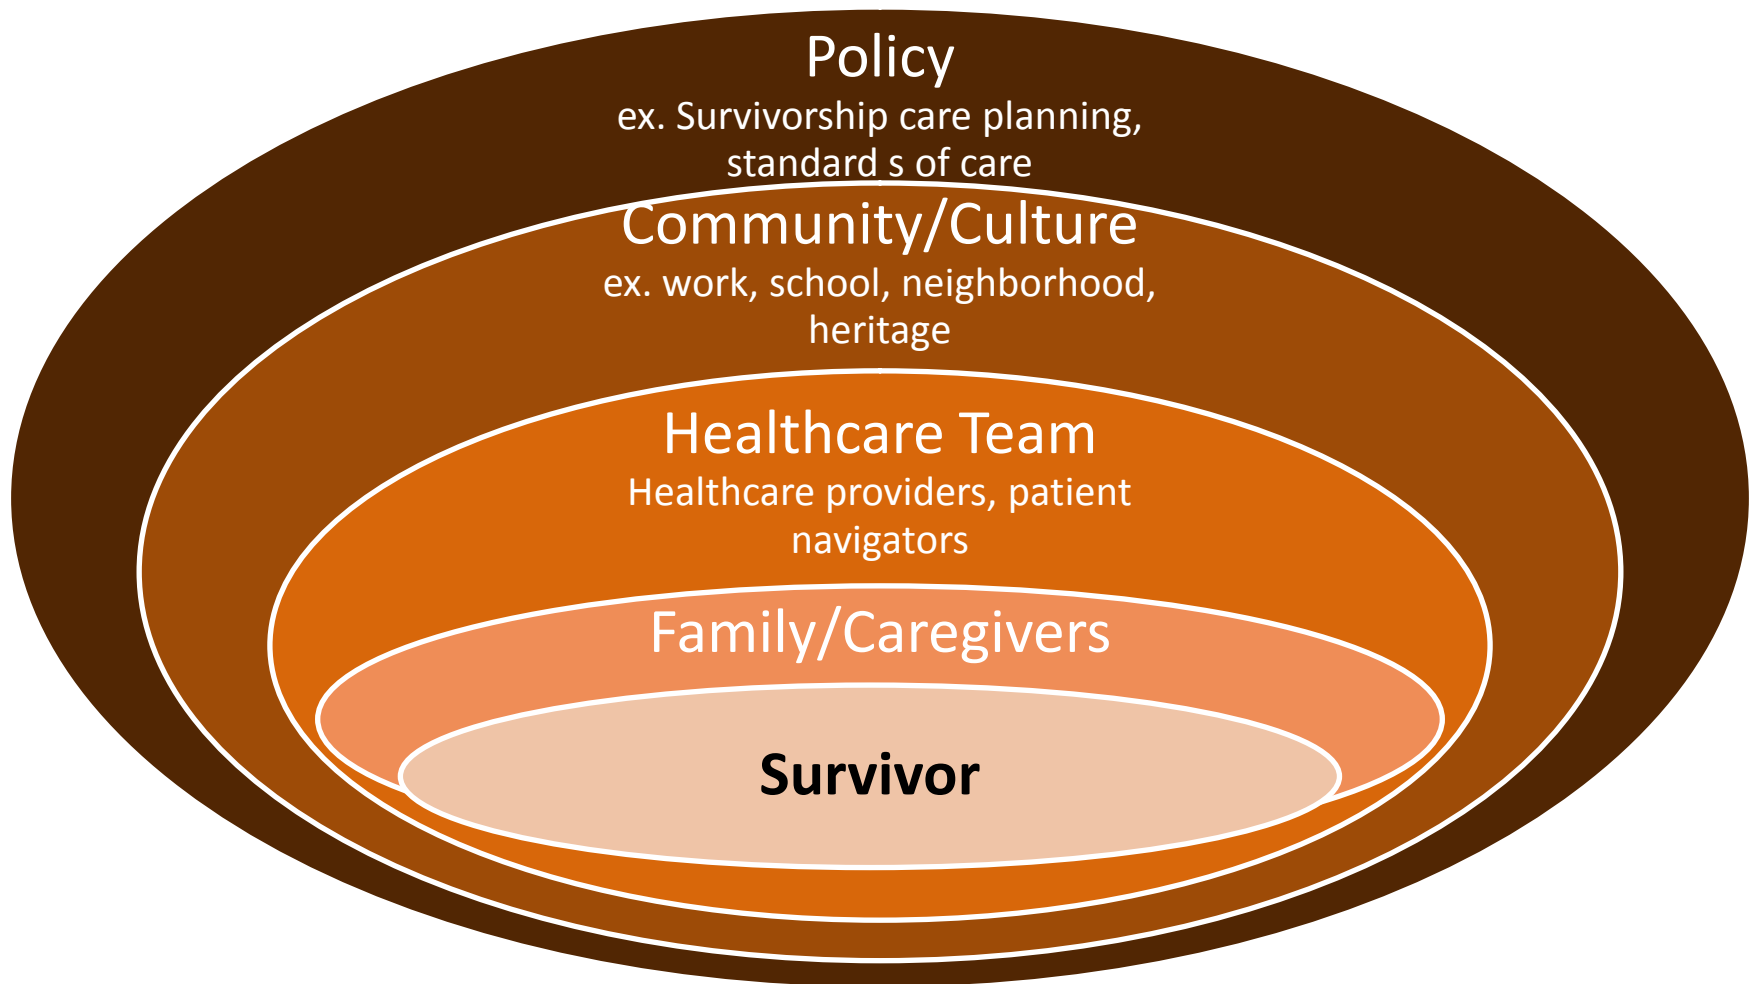 Policy
ex. Survivorship care planning,
standard s of care
Community/Culture
ex. work, school, neighborhood,
heritage
Healthcare Team
Healthcare providers, patient
navigators
Family/Caregivers
Survivor